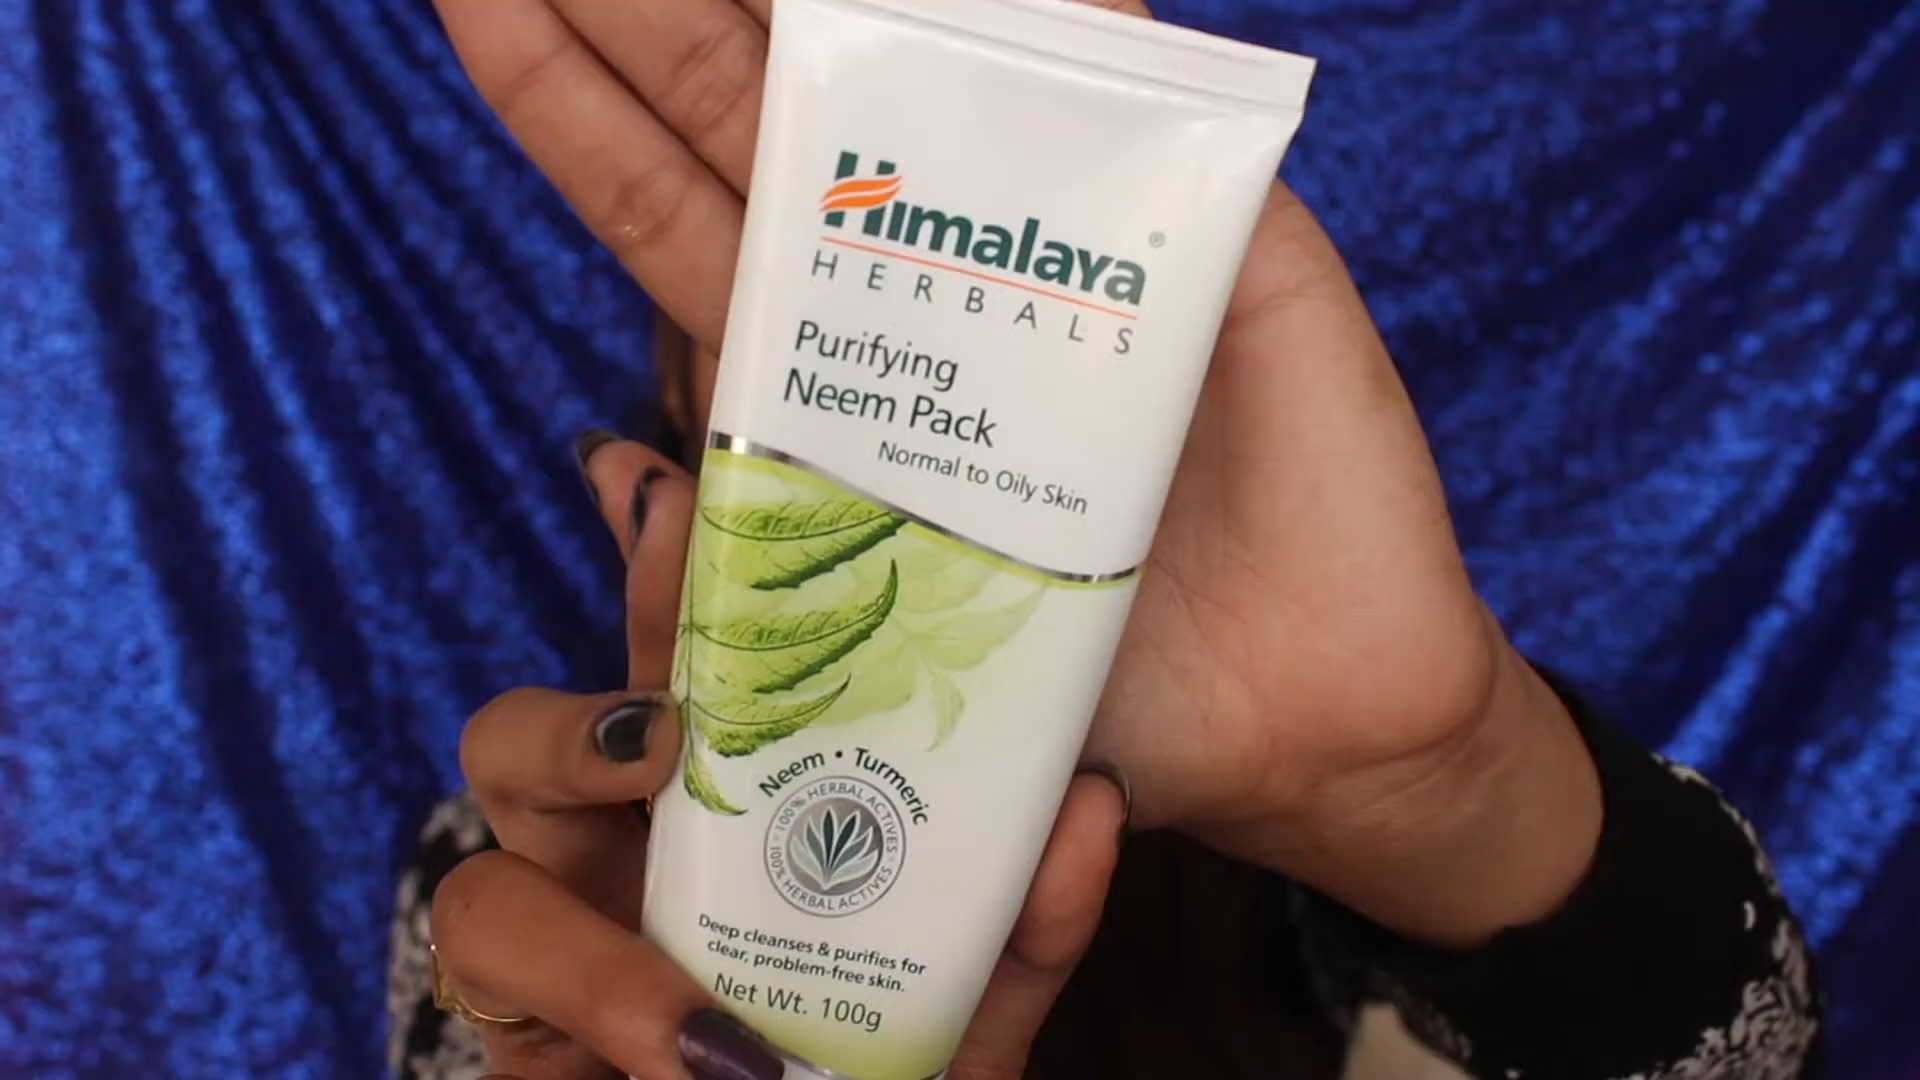 Himalaya®
HERBALS
Purifying
Neem Pack
Normal to Oily Skin
Neem • Turmeric
100% HERBAL ACTIVES
100% HERBAL ACTIVES
Deep cleanses & purifies for
clear, problem-free skin.
Net Wt. 100g